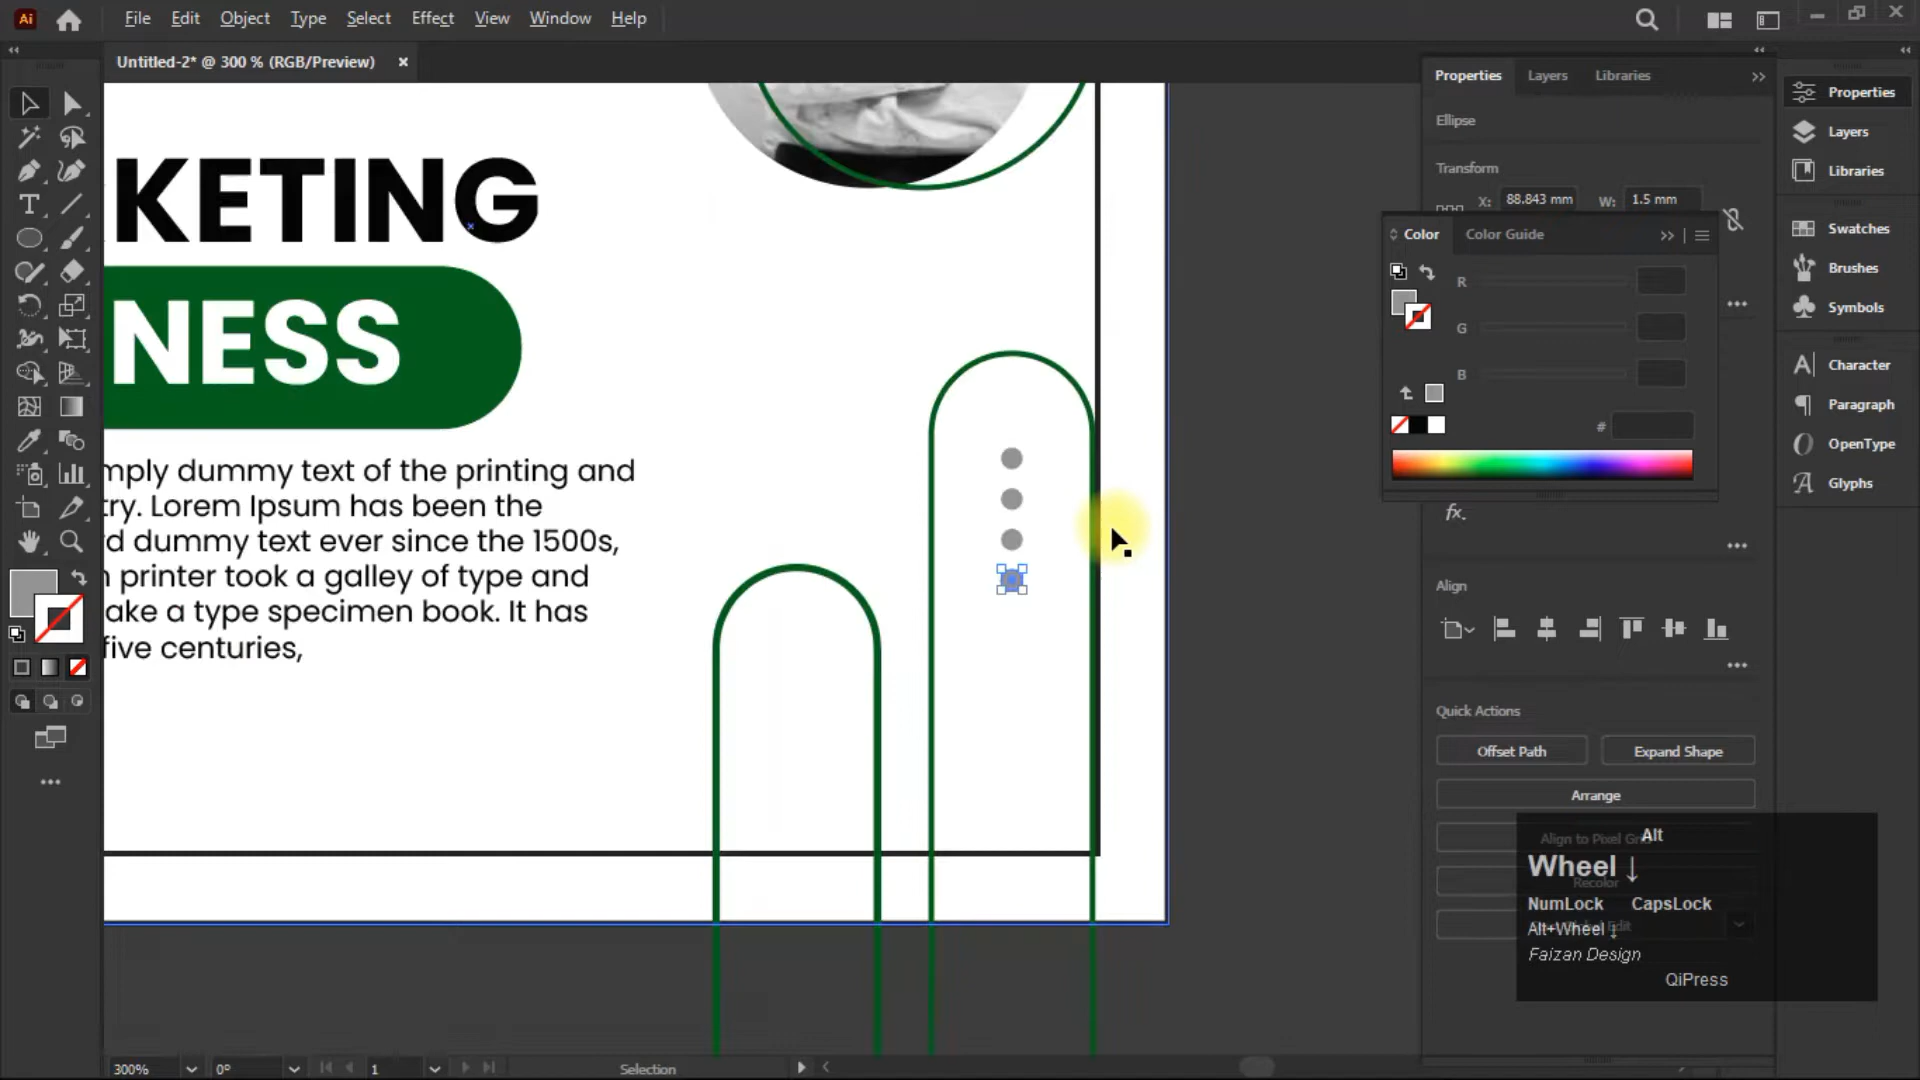 Ai File Edit Object Type Select Effect View Window Help
Untitled-2* @ 300 % (RGB/Preview) ×
KETING
NESS
mply dummy text of the printing and
try. Lorem Ipsum has been the
d dummy text ever since the 1500s,
printer took a galley of type and
ake a type specimen book. It has
five centuries,
Properties Layers Libraries
Ellipse
Transform
X: 88.843 mm W: 1.5 mm
Color Color Guide
R
G
B
#
fx.
Align
Quick Actions
Offset Path Expand Shape
Arrange
Align to Pixel Grid
Recolor
Edit
Alt
Wheel ↓
NumLock CapsLock
Alt+Wheel ↓
Faizan Design
QiPress
Properties
Layers
Libraries
Swatches
Brushes
Symbols
Character
Paragraph
OpenType
Glyphs
300% 0° 1 Selection